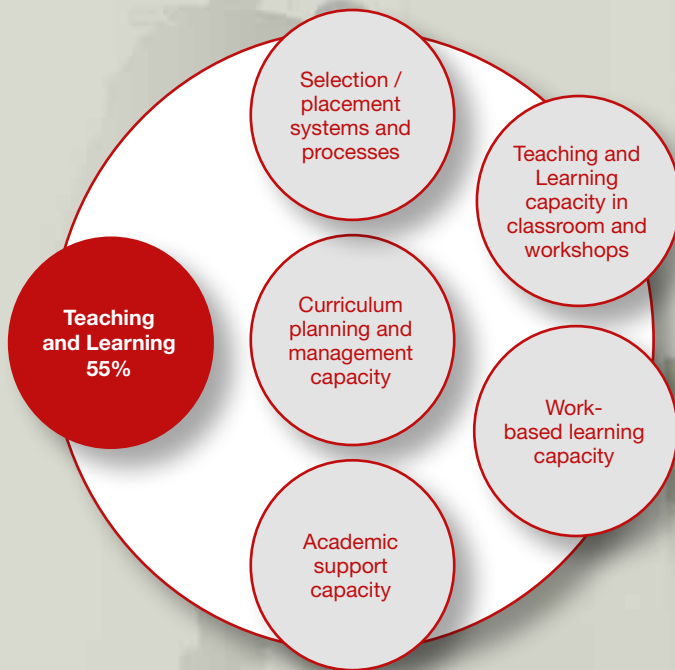 Selection /
placement
systems and
processes
Teaching and
Learning
capacity in
classroom and
workshops
Teaching
and Learning
55%
Curriculum
planning and
management
capacity
Work-
based learning
capacity
Academic
support
capacity